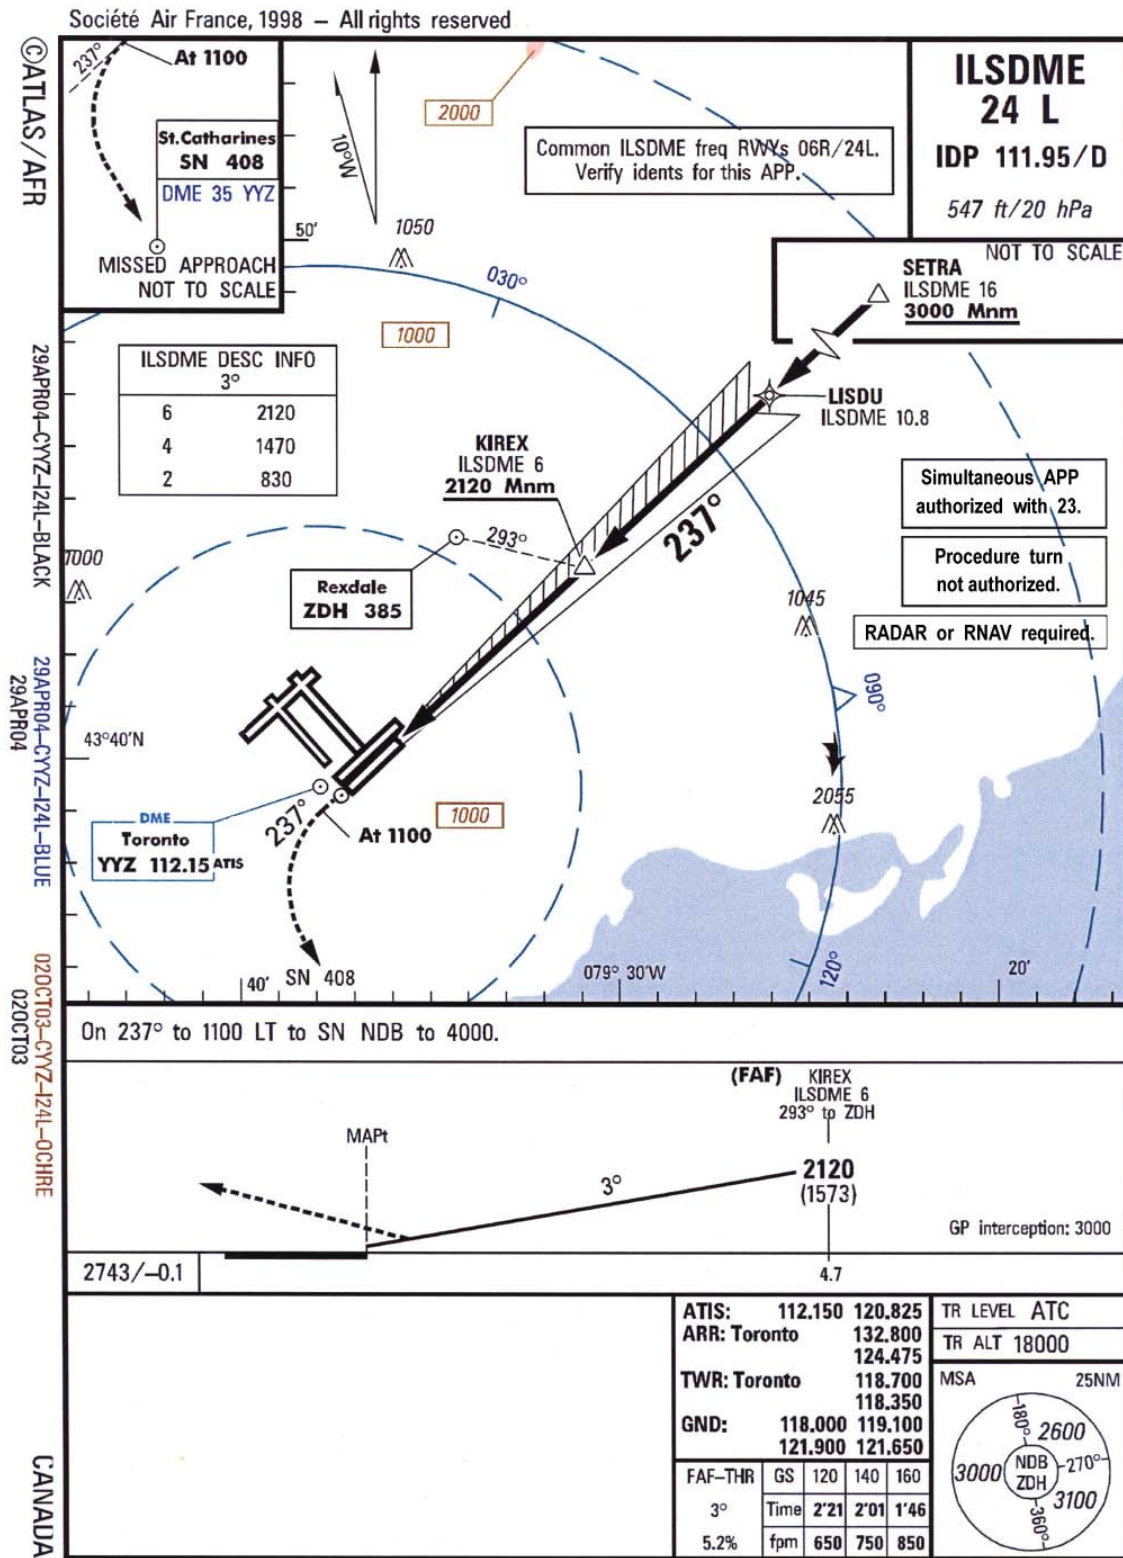 Société Air France, 1998 – All rights reserved
©ATLAS/AFR
29APR04–CYYZ–I24L–BLACK
29APR04–CYYZ–I24L–BLUE
29APR04
02OCT03–CYYZ–I24L–OCHRE
02OCT03
CANADA
237°
At 1100
St.Catharines
SN 408
DME 35 YYZ
MISSED APPROACH
NOT TO SCALE
10°W
2000
Common ILSDME freq RWYs 06R/24L.
Verify idents for this APP.
ILSDME
24 L
IDP 111.95/D
547 ft/20 hPa
50'
1050
030°
NOT TO SCALE
SETRA
ILSDME 16
3000 Mnm
1000
ILSDME DESC INFO
3°
6 2120
4 1470
2 830
LISDU
ILSDME 10.8
KIREX
ILSDME 6
2120 Mnm
237°
293°
Simultaneous APP
authorized with 23.
Procedure turn
not authorized.
RADAR or RNAV required.
1000
Rexdale
ZDH 385
1045
060°
43°40'N
2055
DME
Toronto
YYZ 112.15 ATIS
237°
At 1100
1000
120°
40'
SN 408
079° 30'W
20'
On 237° to 1100 LT to SN NDB to 4000.
(FAF) KIREX
ILSDME 6
293° to ZDH
MAPt
3°
2120
(1573)
GP interception: 3000
2743/–0.1
4.7
ATIS: 112.150 120.825
ARR: Toronto 132.800
124.475
TWR: Toronto 118.700
118.350
GND: 118.000 119.100
121.900 121.650
FAF–THR GS 120 140 160
3° Time 2'21 2'01 1'46
5.2% fpm 650 750 850
TR LEVEL ATC
TR ALT 18000
MSA 25NM
180°
2600
3000
NDB
ZDH
270°
3100
360°